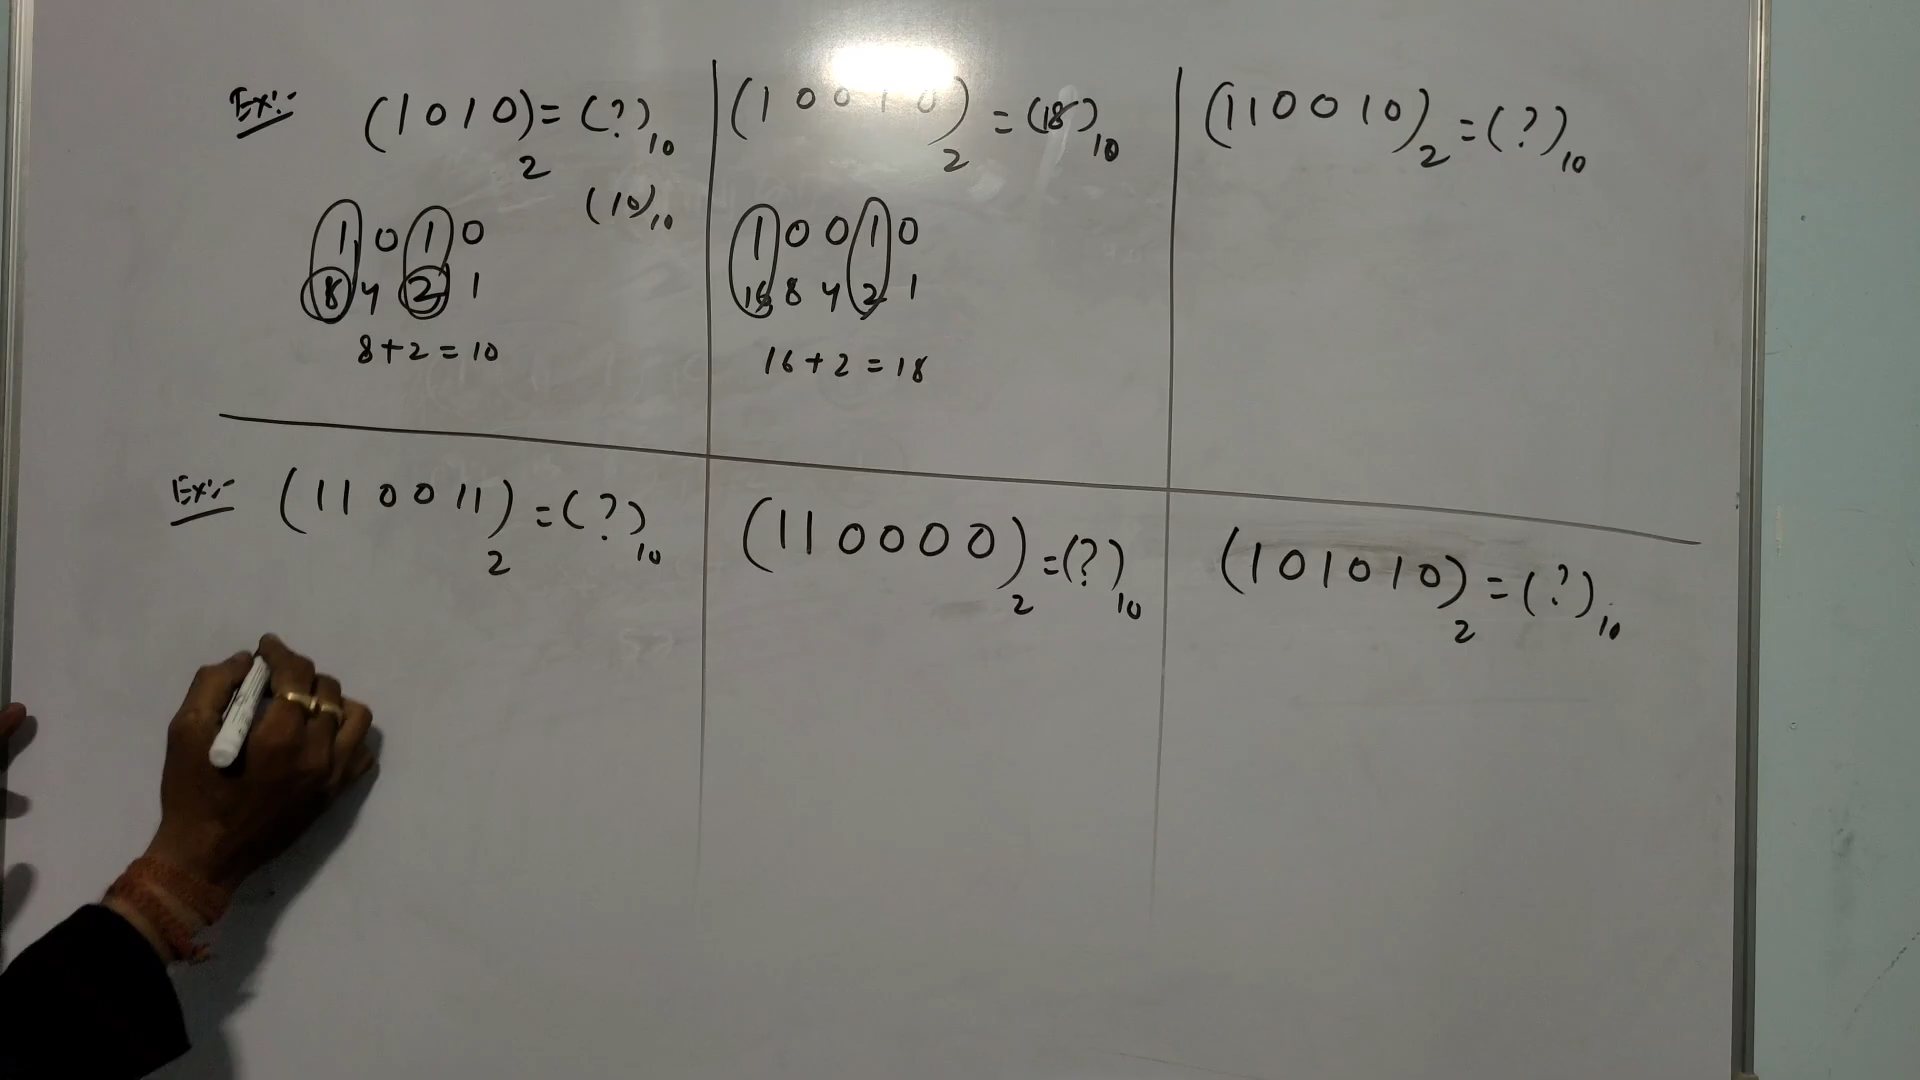 Ex:- (1010)₂ = (?)₁₀
(10)₁₀
1 0 1 0
8 4 2 1
8+2=10
(10010)₂ = (18)₁₀
1 0 0 1 0
16 8 4 2 1
16+2=18
(110010)₂ = (?)₁₀
Ex:- (110011)₂ = (?)₁₀
(110000)₂ = (?)₁₀
(101010)₂ = (?)₁₀